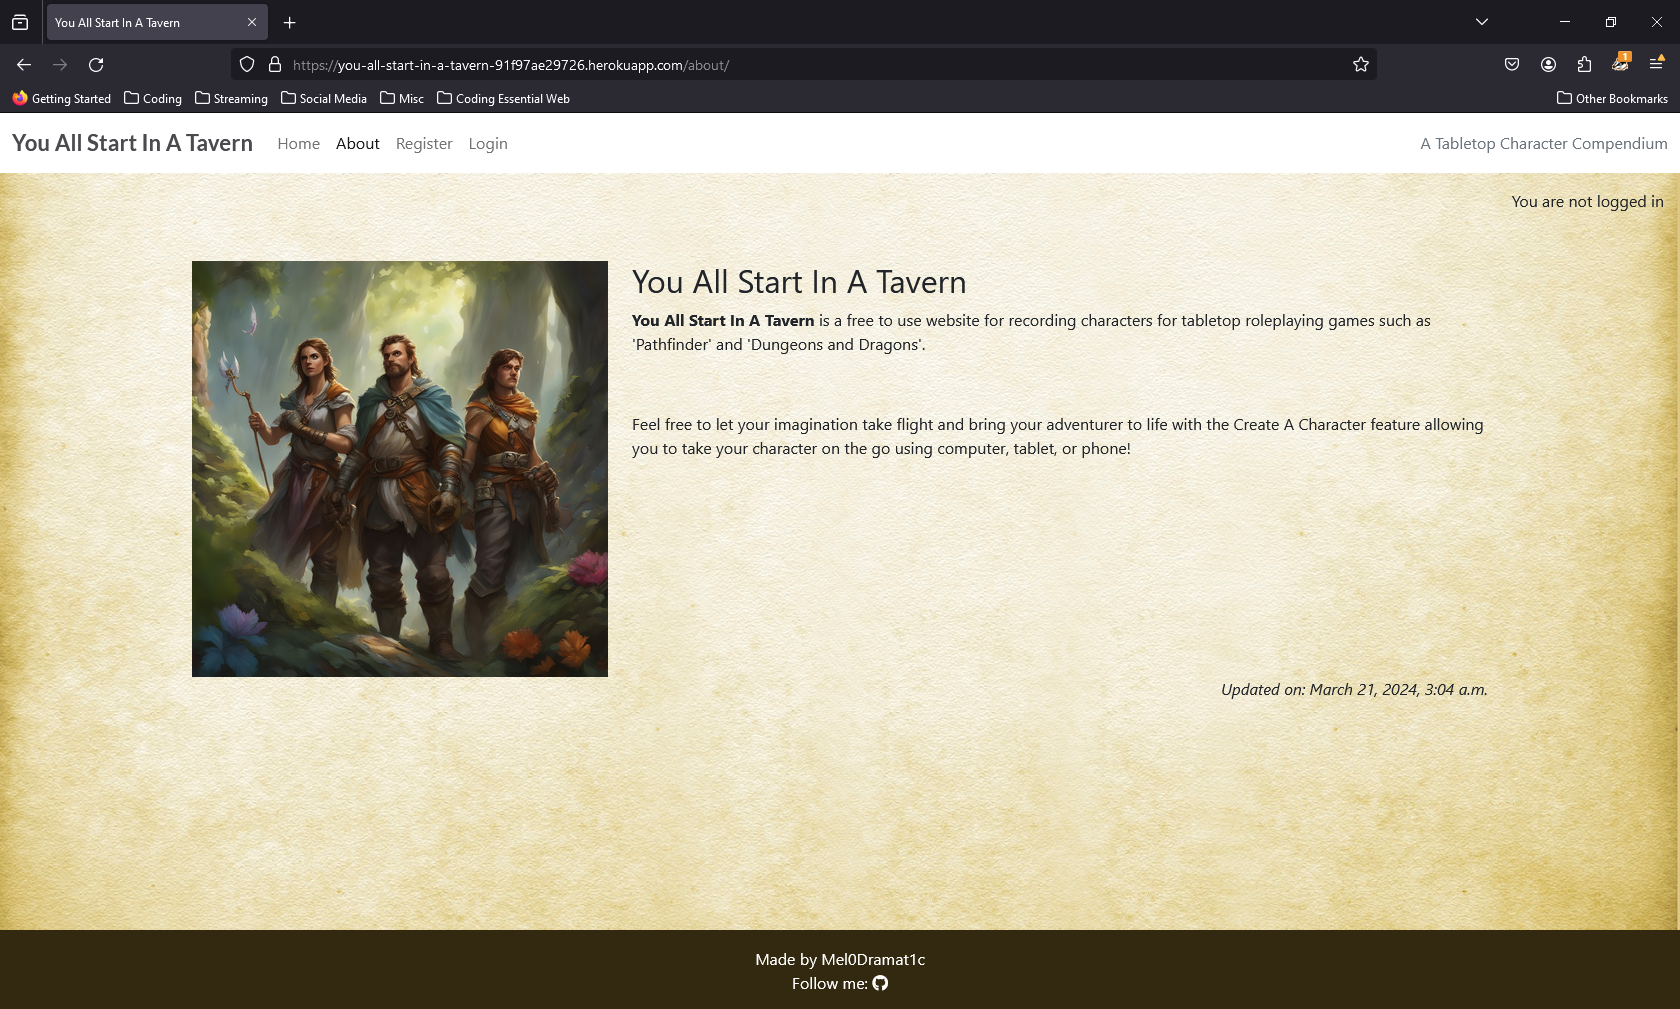 You All Start In A Tavern
https://you-all-start-in-a-tavern-91f97ae29726.herokuapp.com/about/
1
Getting Started Coding Streaming Social Media Misc Coding Essential Web Other Bookmarks
You All Start In A Tavern Home About Register Login A Tabletop Character Compendium
You are not logged in
You All Start In A Tavern
You All Start In A Tavern is a free to use website for recording characters for tabletop roleplaying games such as
'Pathfinder' and 'Dungeons and Dragons'.
Feel free to let your imagination take flight and bring your adventurer to life with the Create A Character feature allowing
you to take your character on the go using computer, tablet, or phone!
Updated on: March 21, 2024, 3:04 a.m.
Made by Mel0Dramat1c
Follow me: